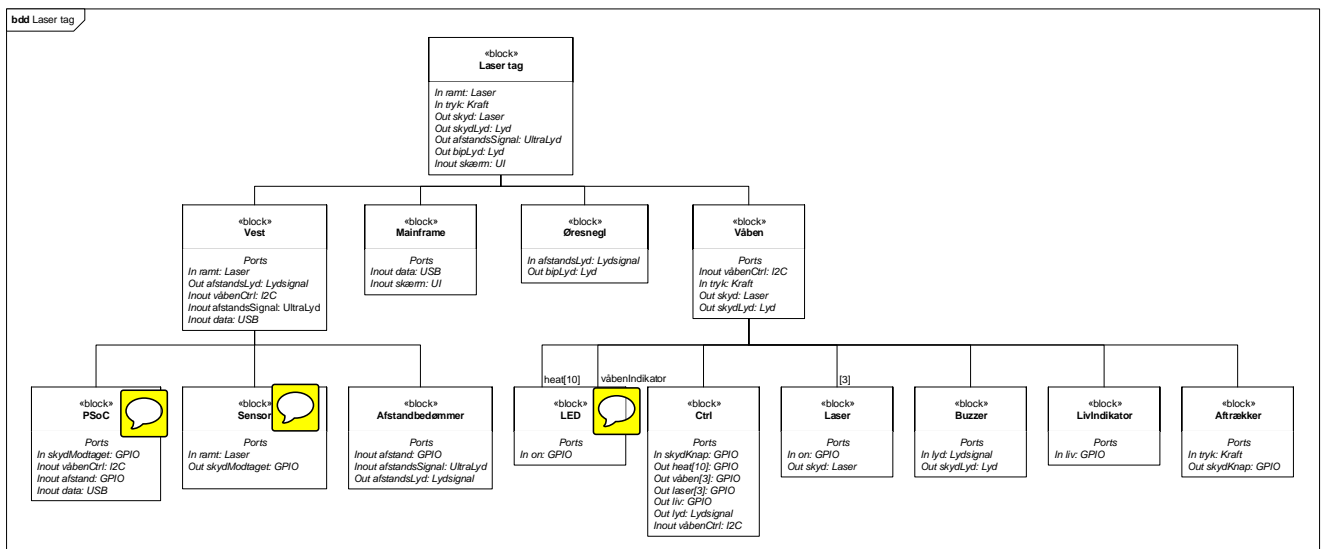 bdd Laser tag
«block»
Laser tag
In ramt: Laser
In tryk: Kraft
Out skyd: Laser
Out skydLyd: Lyd
Out afstandsSignal: UltraLyd
Out bipLyd: Lyd
Inout skærm: UI
«block»
Vest
Ports
In ramt: Laser
Out afstandsLyd: Lydsignal
Inout våbenCtrl: I2C
Inout afstandsSignal: UltraLyd
Inout data: USB
«block»
Mainframe
Ports
Inout data: USB
Inout skærm: UI
«block»
Øresnegl
In afstandsLyd: Lydsignal
Out bipLyd: Lyd
«block»
Våben
Ports
Inout våbenCtrl: I2C
In tryk: Kraft
Out skyd: Laser
Out skydLyd: Lyd
«block»
PSoC
Ports
In skydModtaget: GPIO
Inout våbenCtrl: I2C
Inout afstand: GPIO
Inout data: USB
«block»
Sensor
Ports
In ramt: Laser
Out skydModtaget: GPIO
«block»
Afstandbedømmer
Ports
Inout afstand: GPIO
Inout afstandsSignal: UltraLyd
Out afstandsLyd: Lydsignal
heat[10]
våbenIndikator
«block»
LED
Ports
In on: GPIO
«block»
Ctrl
Ports
In skydKnap: GPIO
Out heat[10]: GPIO
Out våben[3]: GPIO
Out laser[3]: GPIO
Out liv: GPIO
Out lyd: Lydsignal
Inout våbenCtrl: I2C
[3]
«block»
Laser
Ports
In on: GPIO
Out skyd: Laser
«block»
Buzzer
Ports
In lyd: Lydsignal
Out skydLyd: Lyd
«block»
LivIndikator
Ports
In liv: GPIO
«block»
Aftrækker
Ports
In tryk: Kraft
Out skydKnap: GPIO